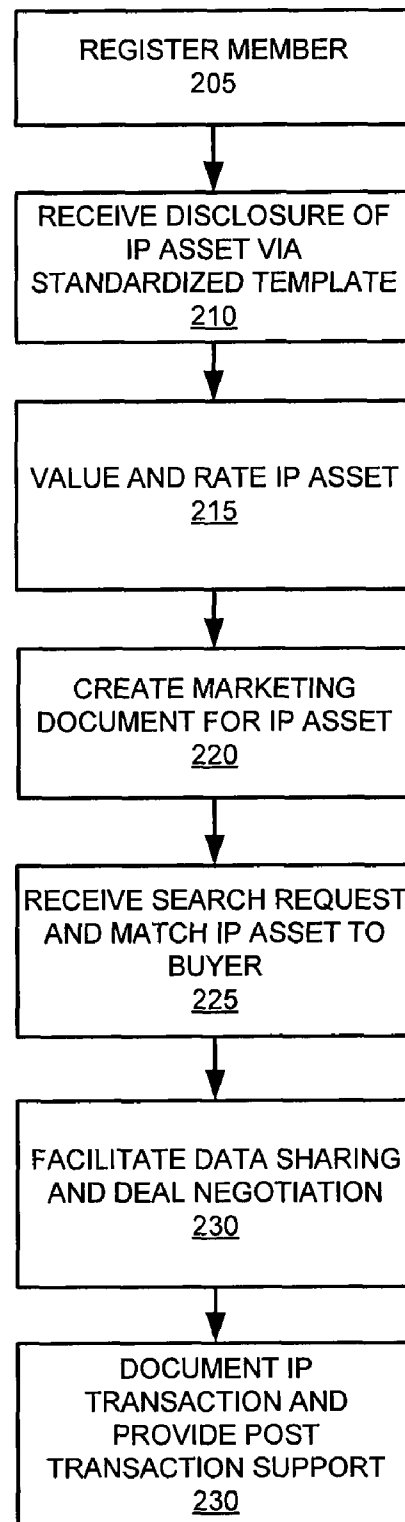 REGISTER MEMBER
205
RECEIVE DISCLOSURE OF
IP ASSET VIA
STANDARDIZED TEMPLATE
210
VALUE AND RATE IP ASSET
215
CREATE MARKETING
DOCUMENT FOR IP ASSET
220
RECEIVE SEARCH REQUEST
AND MATCH IP ASSET TO
BUYER
225
FACILITATE DATA SHARING
AND DEAL NEGOTIATION
230
DOCUMENT IP
TRANSACTION AND
PROVIDE POST
TRANSACTION SUPPORT
230